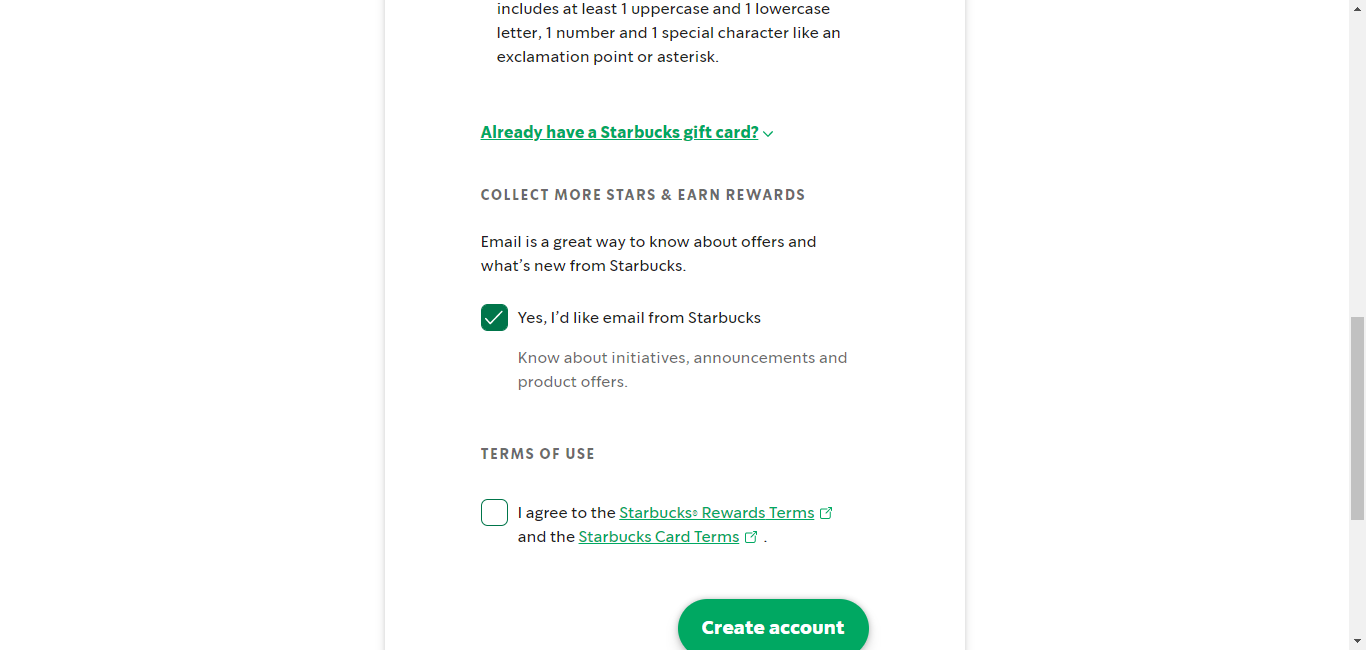 includes at least 1 uppercase and 1 lowercase
letter, 1 number and 1 special character like an
exclamation point or asterisk.
Already have a Starbucks gift card?
COLLECT MORE STARS & EARN REWARDS
Email is a great way to know about offers and
what’s new from Starbucks.
Yes, I’d like email from Starbucks
Know about initiatives, announcements and
product offers.
TERMS OF USE
I agree to the Starbucks® Rewards Terms
and the Starbucks Card Terms .
Create account